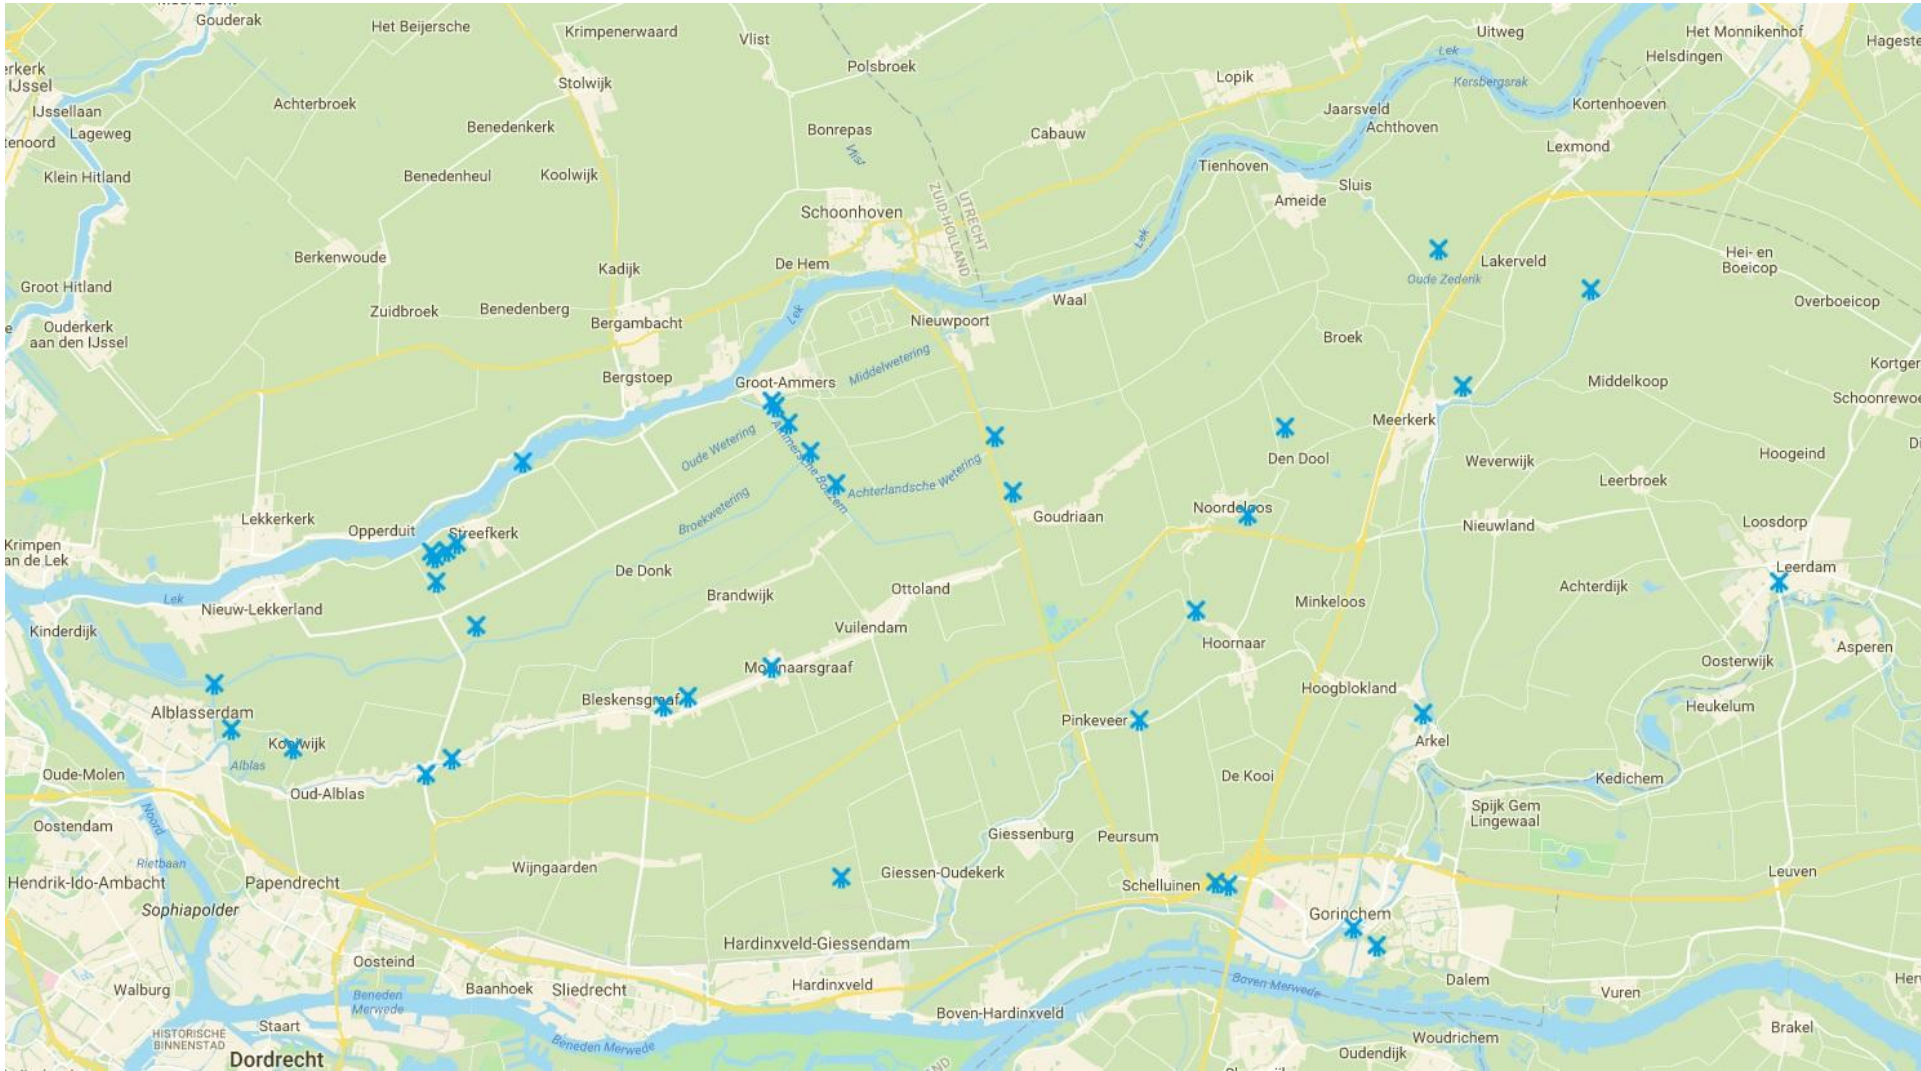 Gouderak
Het Beijersche
Krimpenerwaard
Vlist
Polsbroek
Uitweg
Het Monnikenhof
Lek
Helsdingen
IJssel
Stolwijk
Lopik
Kersbergsrak
IJssellaan
Achterbroek
Jaarsveld
Kortenhoeven
Lageweg
Benedenkerk
Bonrepas
Cabauw
Achthoven
Vlist
Lexmond
Klein Hitland
Benedenheul
Koolwijk
Tienhoven
Sluis
Schoonhoven
UTRECHT
ZUID-HOLLAND
Ameide
Lek
Berkenwoude
Kadijk
De Hem
Lakerveld
Hei- en
Boeicop
Oude Zederik
Groot Hitland
Zuidbroek
Benedenberg
Lek
Waal
Overboeicop
Ouderkerk
aan den IJssel
Bergambacht
Nieuwpoort
Broek
Middelwetering
Bergstoep
Groot-Ammers
Middelkoop
Meerkerk
Oude Wetering
Ammersche Boezem
Den Dool
Weverwijk
Hoogeind
Achterlandsche Wetering
Leerbroek
Broekwetering
Noordeloos
Lekkerkerk
Opperduit
Streefkerk
Goudriaan
Nieuwland
Loosdorp
Krimpen
De Donk
Leerdam
Lek
Nieuw-Lekkerland
Brandwijk
Ottoland
Minkeloos
Achterdijk
Kinderdijk
Vuilendam
Hoornaar
Asperen
Molenaarsgraaf
Oosterwijk
Bleskensgraaf
Hoogblokland
Heukelum
Alblasserdam
Pinkeveer
Kooiwijk
Arkel
Alblas
Oude-Molen
Oud-Alblas
De Kooi
Kedichem
Noord
Spijk Gem
Lingewaal
Oostendam
Giessenburg
Peursum
Rietbaan
Wijngaarden
Giessen-Oudekerk
Leuven
Hendrik-Ido-Ambacht
Papendrecht
Schelluinen
Sophiapolder
Gorinchem
Hardinxveld-Giessendam
Oosteind
Walburg
Baanhoek
Sliedrecht
Hardinxveld
Boven Merwede
Dalem
Vuren
Beneden
Merwede
Boven-Hardinxveld
Staart
HISTORISCHE
BINNENSTAD
Beneden Merwede
Woudrichem
Brakel
Dordrecht
Oudendijk